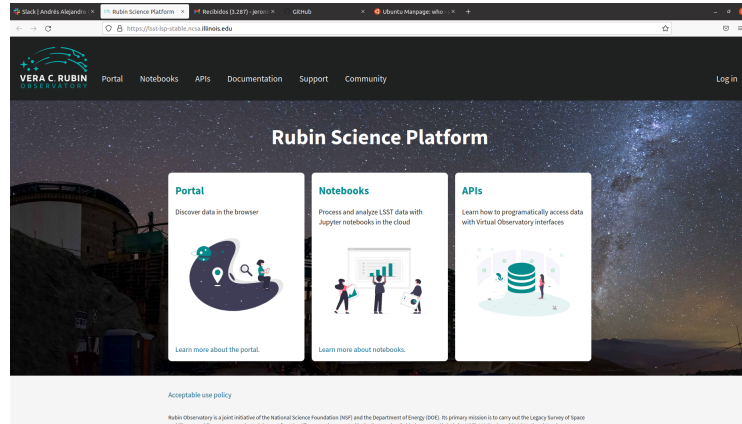 Slack | Andrés Alejandro
Rubin Science Platform
Recibidos (3.287) - jeroni
GitHub
Ubuntu Manpage: who
https://lsst-lsp-stable.ncsa.illinois.edu
VERA C. RUBIN
OBSERVATORY
Portal
Notebooks
APIs
Documentation
Support
Community
Log in
Rubin Science Platform
Portal
Discover data in the browser
Learn more about the portal.
Notebooks
Process and analyze LSST data with
Jupyter notebooks in the cloud
Learn more about notebooks.
APIs
Learn how to programatically access data
with Virtual Observatory interfaces
Acceptable use policy
Rubin Observatory is a joint initiative of the National Science Foundation (NSF) and the Department of Energy (DOE). Its primary mission is to carry out the Legacy Survey of Space